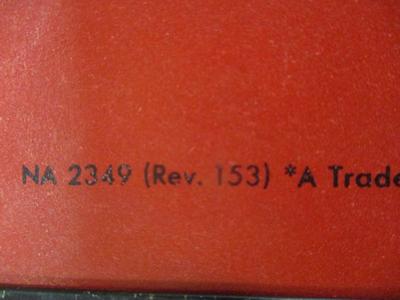 NA 2349 (Rev. 153) *A Trade